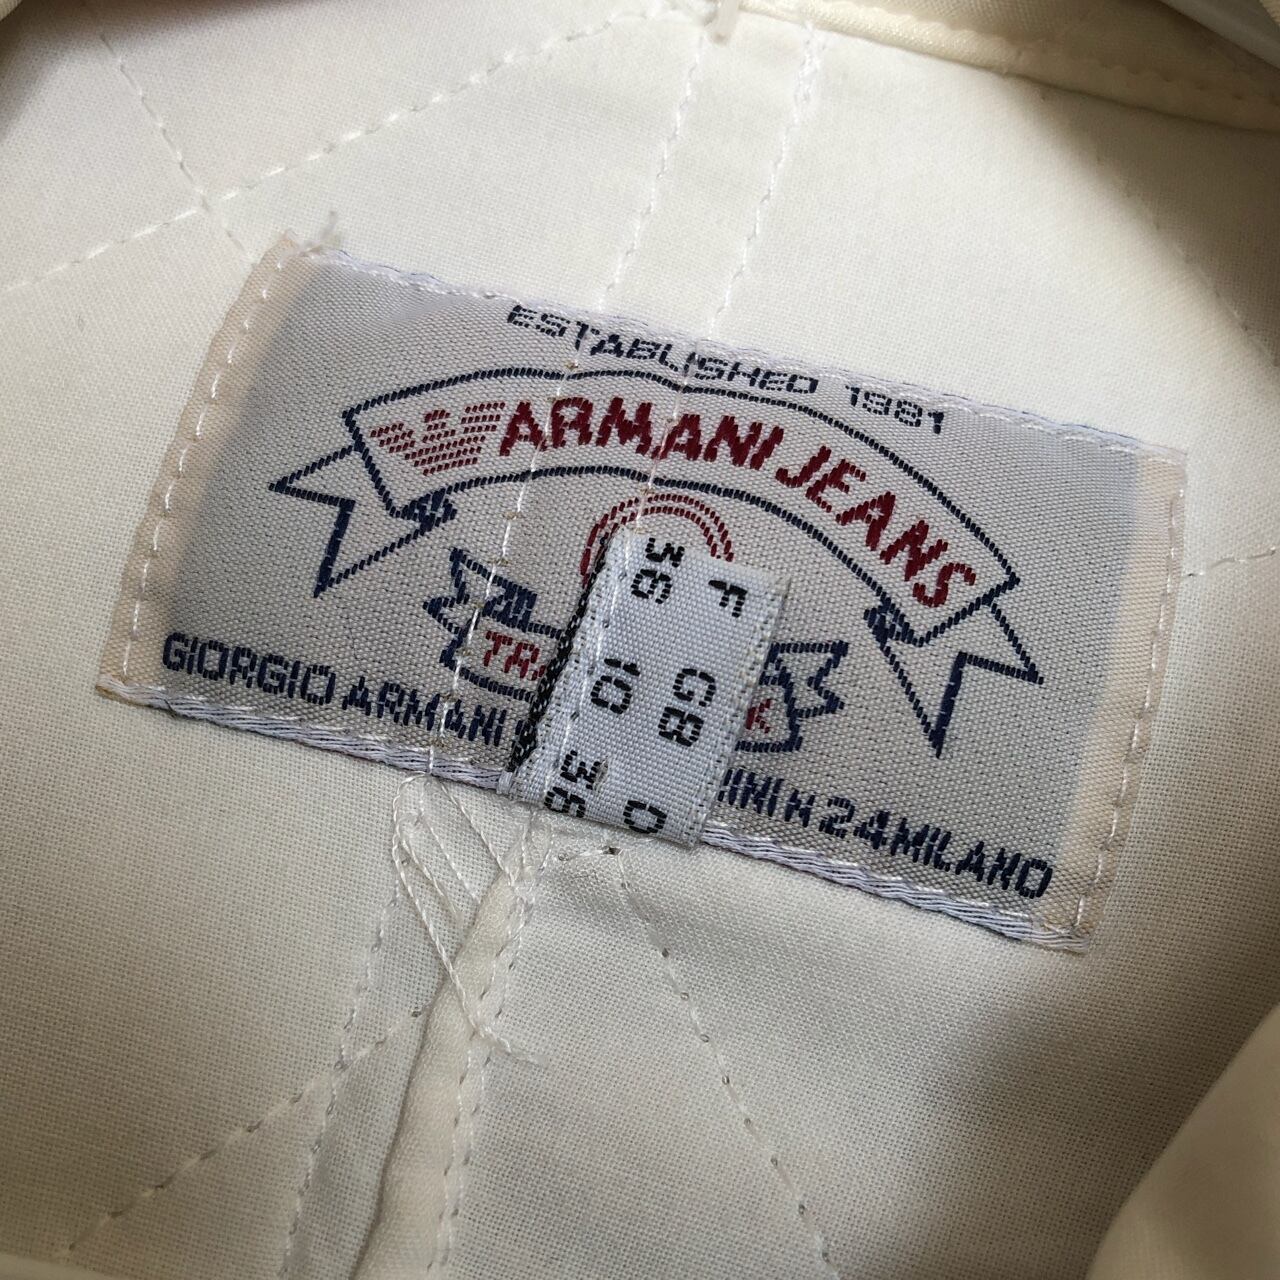 ESTABLISHED 1981
ARMANI JEANS
GIORGIO ARMANI
N 24 MILANO
F GB D
36 10 36